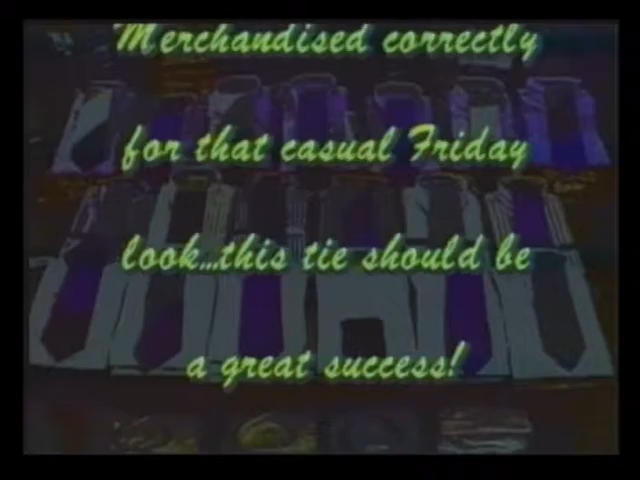 Merchandised correctly
for that casual Friday
look...this tie should be
a great success!